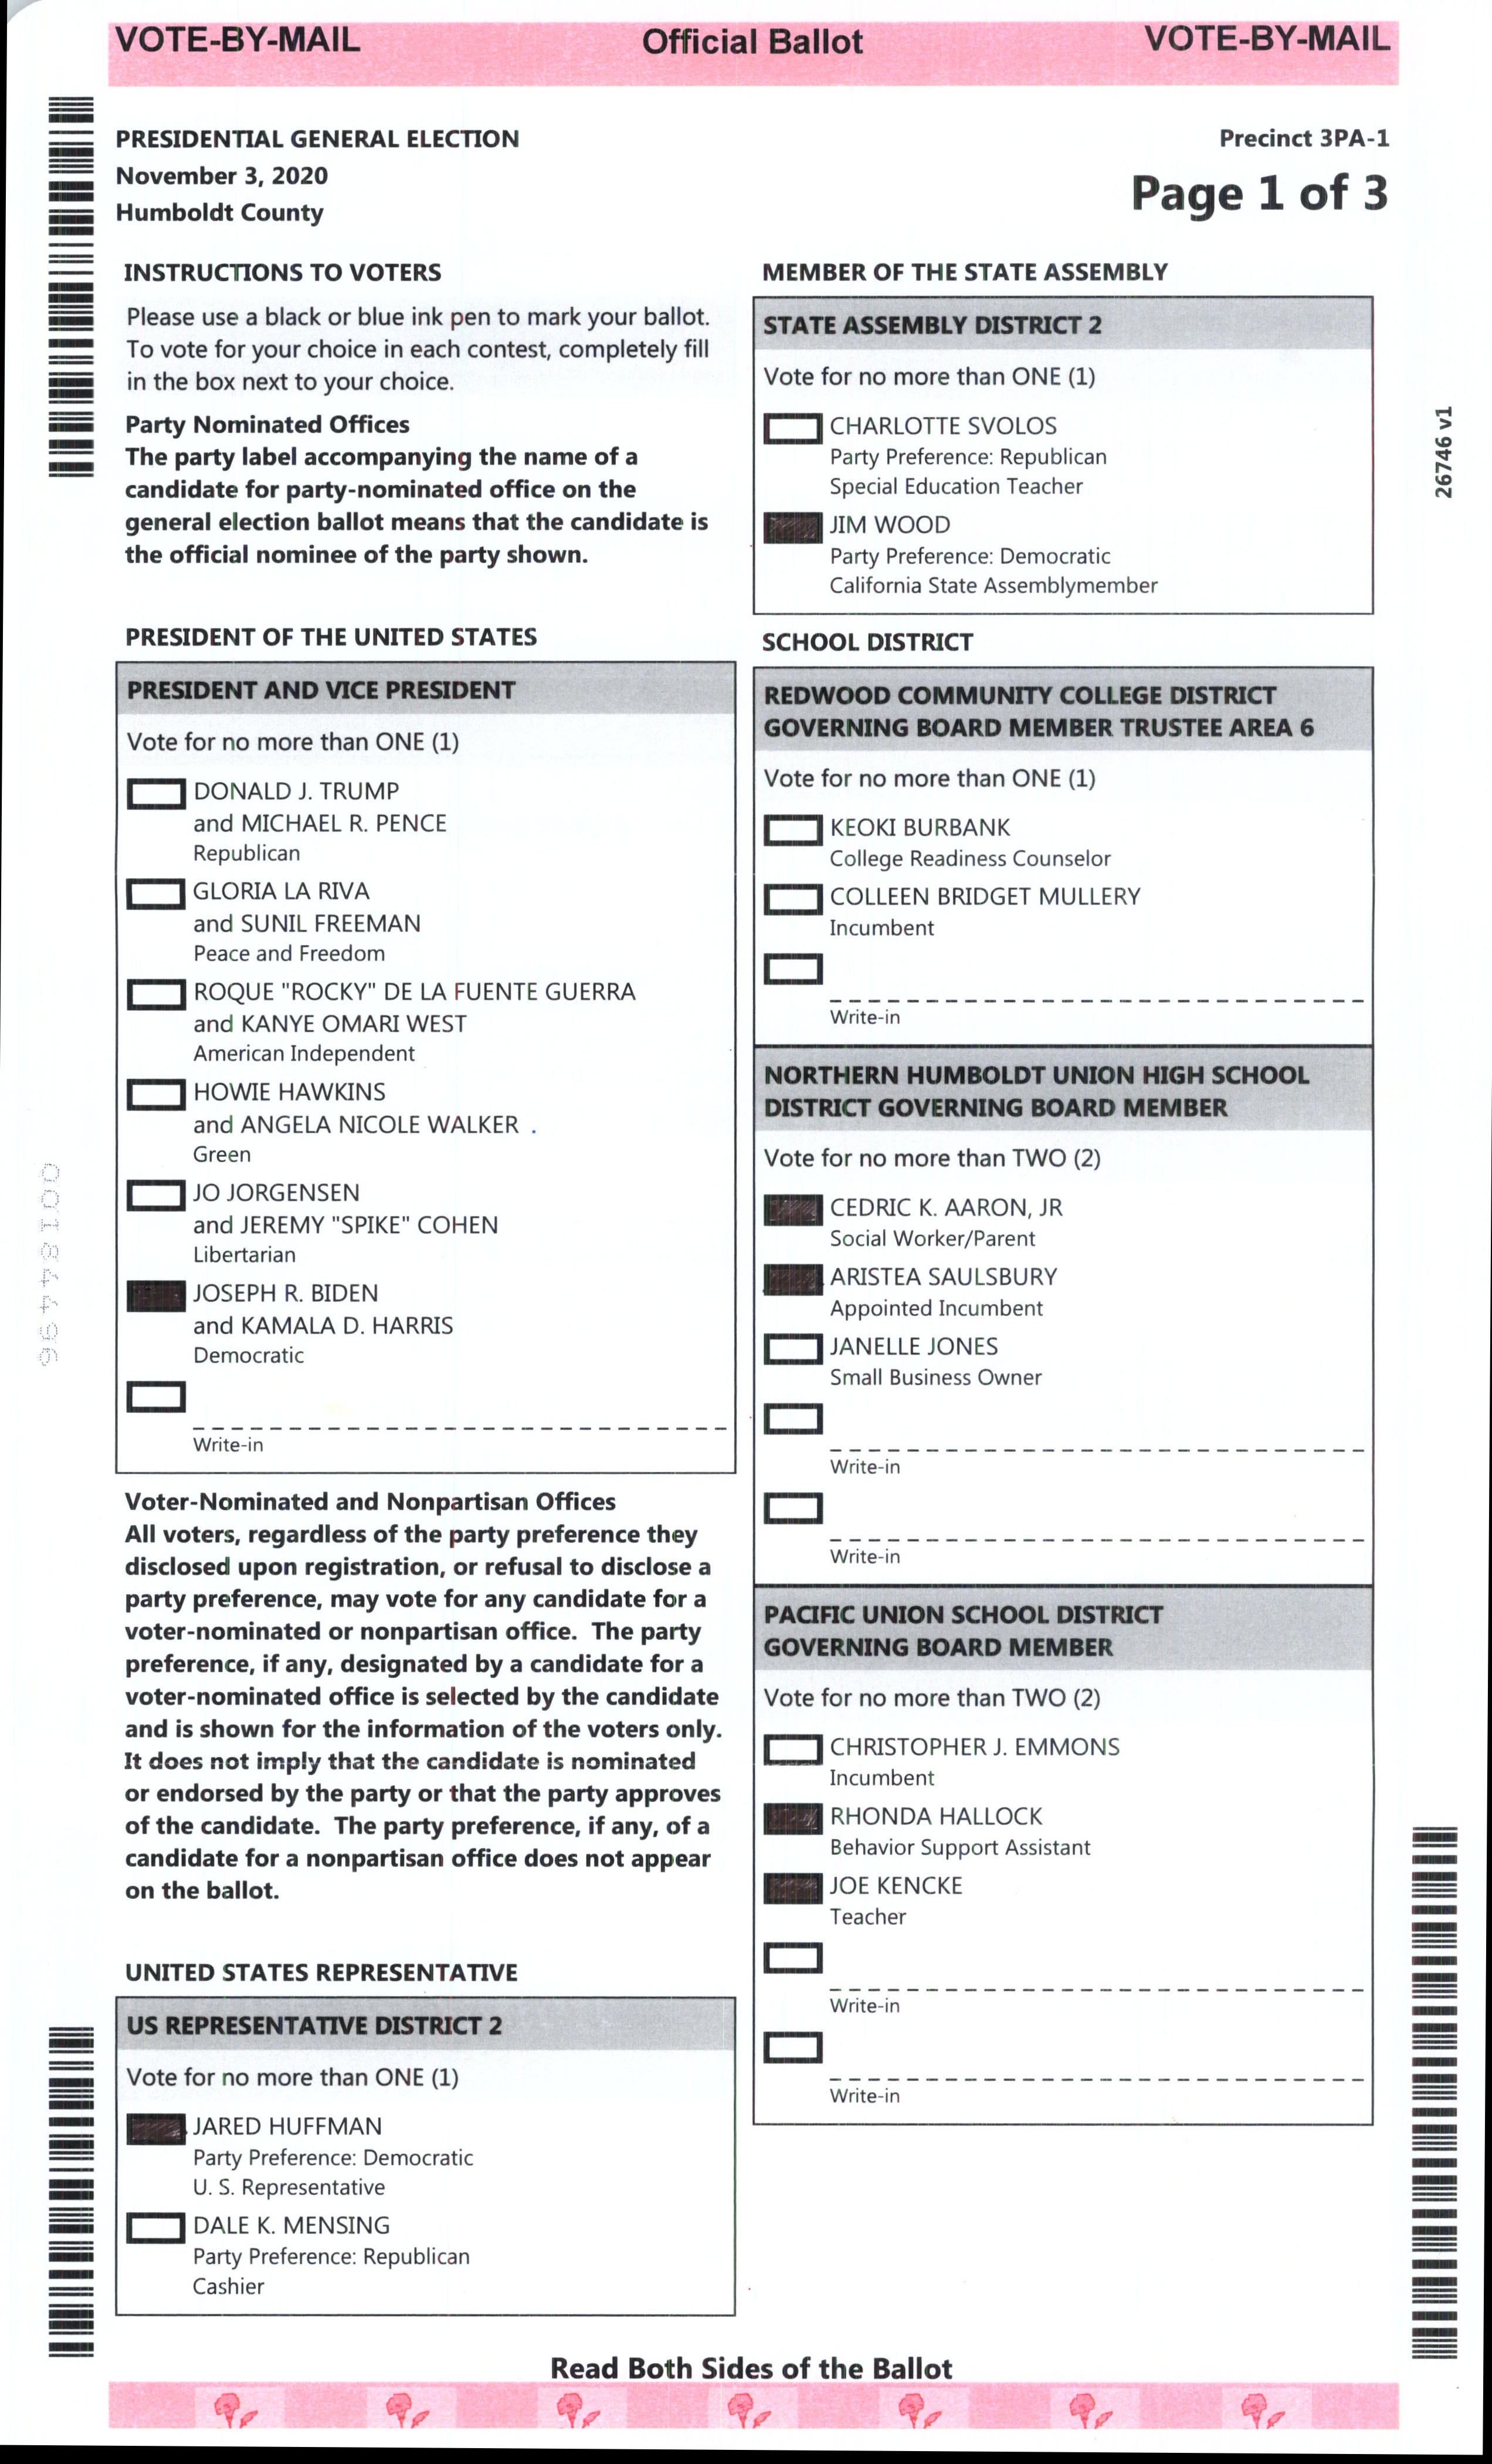 VOTE-BY-MAIL Official Ballot VOTE-BY-MAIL
PRESIDENTIAL GENERAL ELECTION
November 3, 2020
Humboldt County
Precinct 3PA-1
Page 1 of 3
INSTRUCTIONS TO VOTERS
Please use a black or blue ink pen to mark your ballot.
To vote for your choice in each contest, completely fill
in the box next to your choice.
Party Nominated Offices
The party label accompanying the name of a
candidate for party-nominated office on the
general election ballot means that the candidate is
the official nominee of the party shown.
PRESIDENT OF THE UNITED STATES
PRESIDENT AND VICE PRESIDENT
Vote for no more than ONE (1)
DONALD J. TRUMP
and MICHAEL R. PENCE
Republican
GLORIA LA RIVA
and SUNIL FREEMAN
Peace and Freedom
ROQUE "ROCKY" DE LA FUENTE GUERRA
and KANYE OMARI WEST
American Independent
HOWIE HAWKINS
and ANGELA NICOLE WALKER
Green
JO JORGENSEN
and JEREMY "SPIKE" COHEN
Libertarian
JOSEPH R. BIDEN
and KAMALA D. HARRIS
Democratic
Write-in
Voter-Nominated and Nonpartisan Offices
All voters, regardless of the party preference they
disclosed upon registration, or refusal to disclose a
party preference, may vote for any candidate for a
voter-nominated or nonpartisan office. The party
preference, if any, designated by a candidate for a
voter-nominated office is selected by the candidate
and is shown for the information of the voters only.
It does not imply that the candidate is nominated
or endorsed by the party or that the party approves
of the candidate. The party preference, if any, of a
candidate for a nonpartisan office does not appear
on the ballot.
UNITED STATES REPRESENTATIVE
US REPRESENTATIVE DISTRICT 2
Vote for no more than ONE (1)
JARED HUFFMAN
Party Preference: Democratic
U. S. Representative
DALE K. MENSING
Party Preference: Republican
Cashier
MEMBER OF THE STATE ASSEMBLY
STATE ASSEMBLY DISTRICT 2
Vote for no more than ONE (1)
CHARLOTTE SVOLOS
Party Preference: Republican
Special Education Teacher
JIM WOOD
Party Preference: Democratic
California State Assemblymember
SCHOOL DISTRICT
REDWOOD COMMUNITY COLLEGE DISTRICT
GOVERNING BOARD MEMBER TRUSTEE AREA 6
Vote for no more than ONE (1)
KEOKI BURBANK
College Readiness Counselor
COLLEEN BRIDGET MULLERY
Incumbent
Write-in
NORTHERN HUMBOLDT UNION HIGH SCHOOL
DISTRICT GOVERNING BOARD MEMBER
Vote for no more than TWO (2)
CEDRIC K. AARON, JR
Social Worker/Parent
ARISTEA SAULSBURY
Appointed Incumbent
JANELLE JONES
Small Business Owner
Write-in
Write-in
PACIFIC UNION SCHOOL DISTRICT
GOVERNING BOARD MEMBER
Vote for no more than TWO (2)
CHRISTOPHER J. EMMONS
Incumbent
RHONDA HALLOCK
Behavior Support Assistant
JOE KENCKE
Teacher
Write-in
Write-in
26746 v1
Read Both Sides of the Ballot